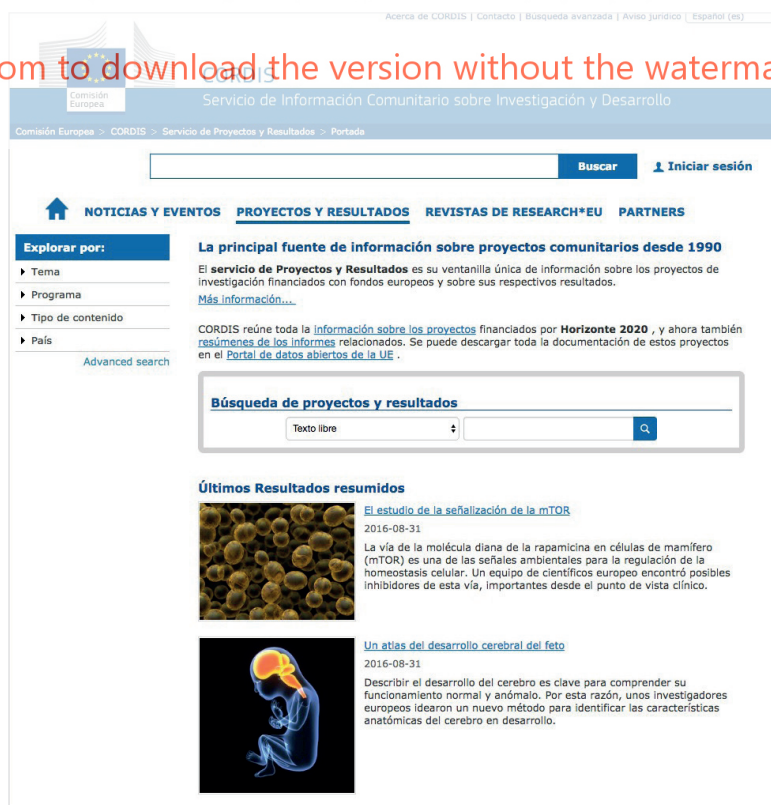 Acerca de CORDIS | Contacto | Búsqueda avanzada | Aviso jurídico | Español (es)
om to download the version without the waterma
CORDIS
Comisión
Europea
Servicio de Información Comunitario sobre Investigación y Desarrollo
Comisión Europea > CORDIS > Servicio de Proyectos y Resultados > Portada
Buscar
Iniciar sesión
NOTICIAS Y EVENTOS PROYECTOS Y RESULTADOS REVISTAS DE RESEARCH*EU PARTNERS
Explorar por:
Tema
Programa
Tipo de contenido
País
Advanced search
La principal fuente de información sobre proyectos comunitarios desde 1990
El servicio de Proyectos y Resultados es su ventanilla única de información sobre los proyectos de
investigación financiados con fondos europeos y sobre sus respectivos resultados.
Más información...
CORDIS reúne toda la información sobre los proyectos financiados por Horizonte 2020 , y ahora también
resúmenes de los informes relacionados. Se puede descargar toda la documentación de estos proyectos
en el Portal de datos abiertos de la UE .
Búsqueda de proyectos y resultados
Texto libre
Últimos Resultados resumidos
El estudio de la señalización de la mTOR
2016-08-31
La vía de la molécula diana de la rapamicina en células de mamífero
(mTOR) es una de las señales ambientales para la regulación de la
homeostasis celular. Un equipo de científicos europeo encontró posibles
inhibidores de esta vía, importantes desde el punto de vista clínico.
Un atlas del desarrollo cerebral del feto
2016-08-31
Describir el desarrollo del cerebro es clave para comprender su
funcionamiento normal y anómalo. Por esta razón, unos investigadores
europeos idearon un nuevo método para identificar las características
anatómicas del cerebro en desarrollo.